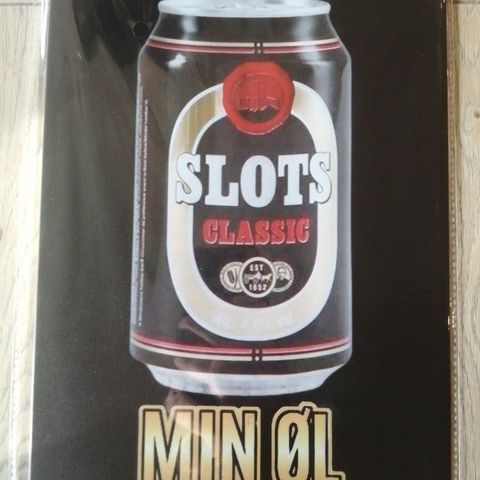 SLOTS
CLASSIC
EST
1852
MIN ØL